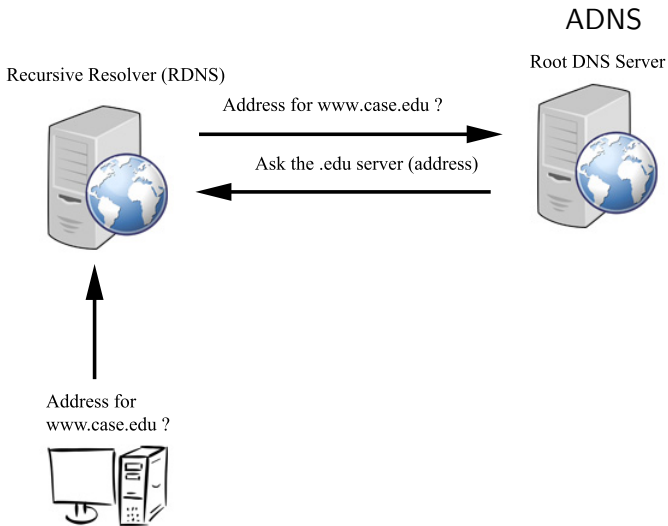 ADNS
Root DNS Server
Recursive Resolver (RDNS)
Address for www.case.edu ?
Ask the .edu server (address)
Address for
www.case.edu ?